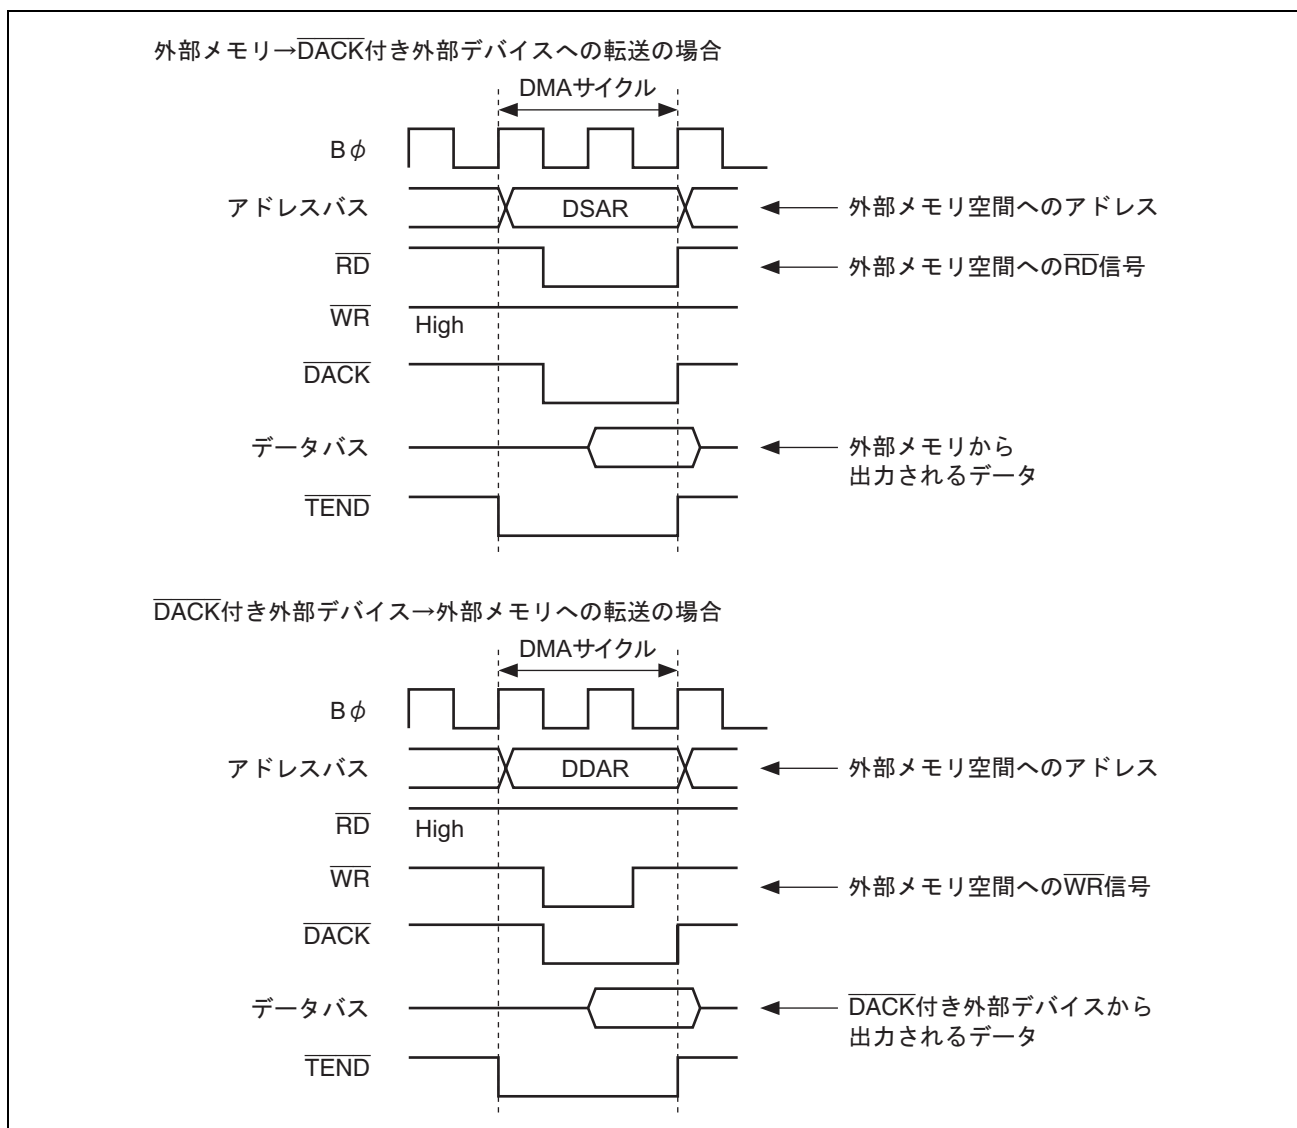 外部メモリ→DACK付き外部デバイスへの転送の場合
DMAサイクル
Bφ
アドレスバス
DSAR
外部メモリ空間へのアドレス
RD
外部メモリ空間へのRD信号
WR
High
DACK
データバス
外部メモリから
出力されるデータ
TEND
DACK付き外部デバイス→外部メモリへの転送の場合
DMAサイクル
Bφ
アドレスバス
DDAR
外部メモリ空間へのアドレス
RD
High
WR
外部メモリ空間へのWR信号
DACK
データバス
DACK付き外部デバイスから
出力されるデータ
TEND